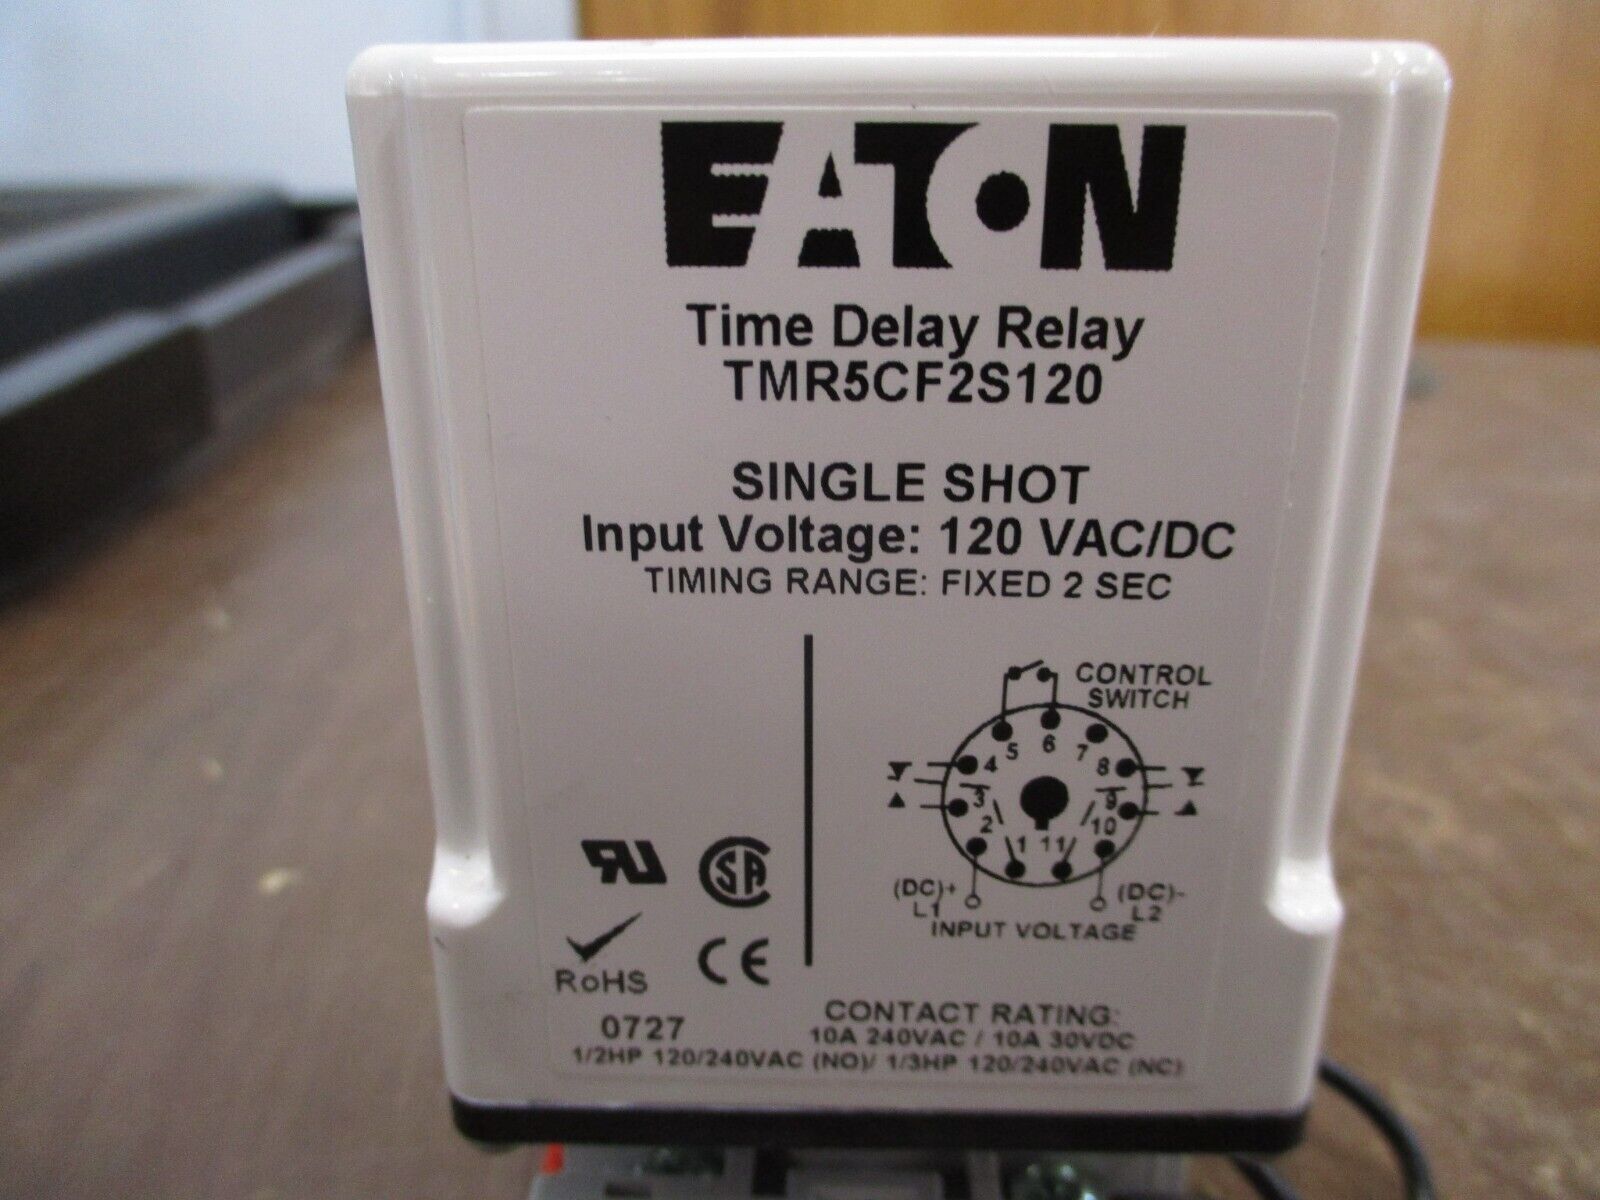 EATON
Time Delay Relay
TMR5CF2S120
SINGLE SHOT
Input Voltage: 120 VAC/DC
TIMING RANGE: FIXED 2 SEC
CONTROL
SWITCH
5 6 7
4 8
3 9
2 10
1 11
(DC)+ (DC)-
L1 L2
INPUT VOLTAGE
RU
SA
RoHS
CE
0727
CONTACT RATING:
10A 240VAC / 10A 30VDC
1/2HP 120/240VAC (NO)/ 1/3HP 120/240VAC (NC)